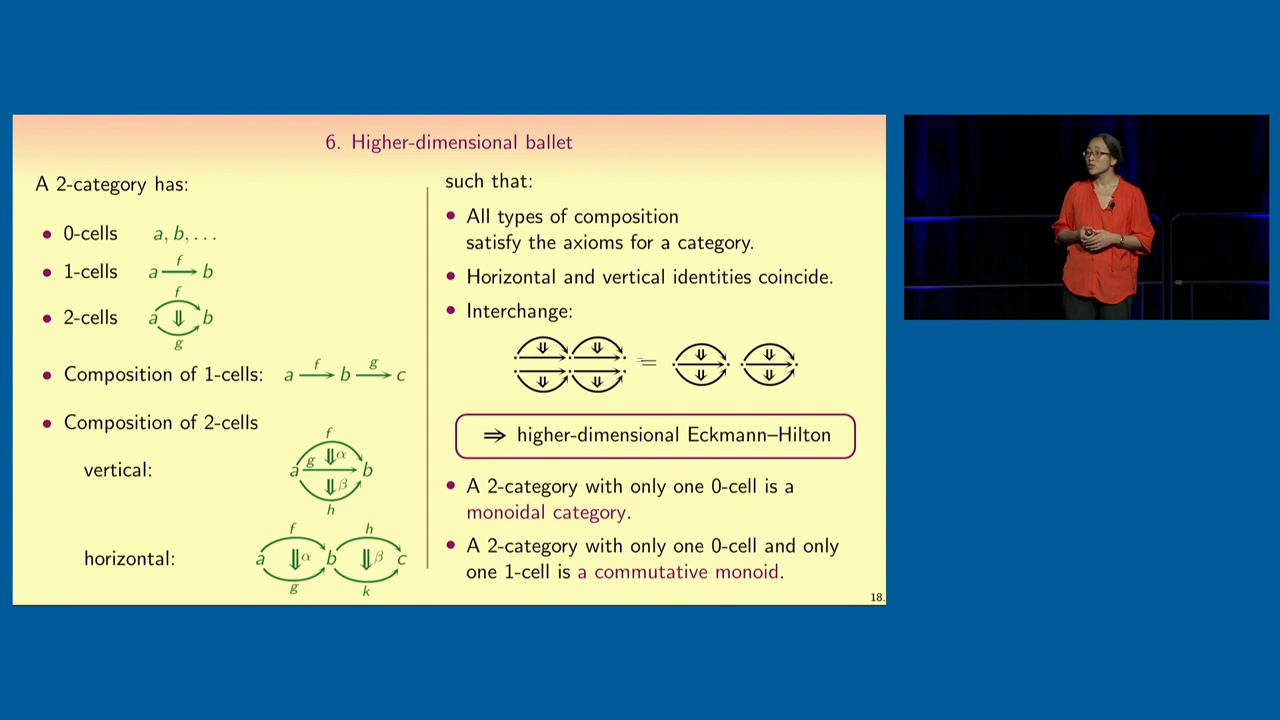 6. Higher-dimensional ballet
A 2-category has:
• 0-cells a, b, . . .
f
• 1-cells a ⟶ b
f
• 2-cells a ⇓ b
g
f g
• Composition of 1-cells: a ⟶ b ⟶ c
• Composition of 2-cells
f
g ⇓α
vertical: a ⟶ b
⇓β
h
f h
horizontal: a ⇓α b ⇓β c
g k
such that:
• All types of composition
satisfy the axioms for a category.
• Horizontal and vertical identities coincide.
• Interchange:
⇓ ⇓ ⇓ ⇓
=
⇓ ⇓ ⇓ ⇓
⇒ higher-dimensional Eckmann–Hilton
• A 2-category with only one 0-cell is a
monoidal category.
• A 2-category with only one 0-cell and only
one 1-cell is a commutative monoid.
18.